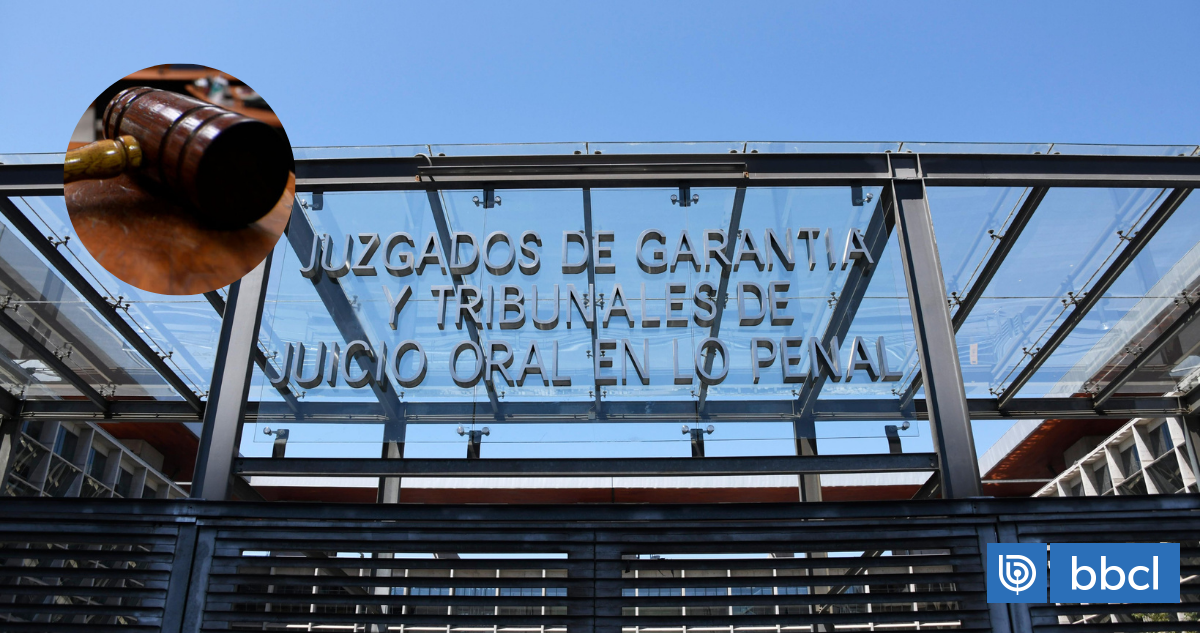 JUZGADOS DE GARANTIA
Y TRIBUNALES DE
JUICIO ORAL EN LO PENAL
bbcl